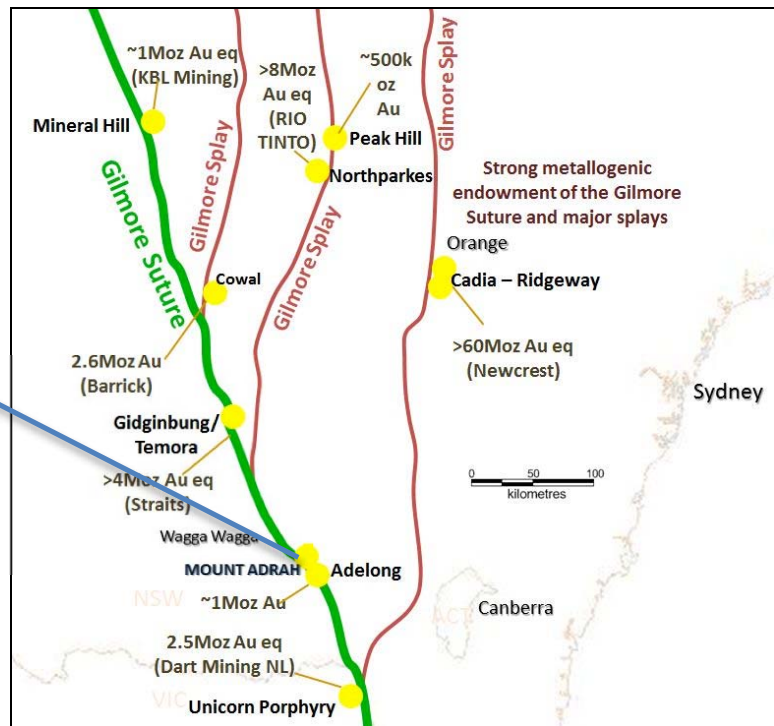 ~1Moz Au eq
(KBL Mining)
Mineral Hill
>8Moz
Au eq
(RIO
TINTO)
~500k
oz
Au
Peak Hill
Northparkes
Gilmore Splay
Gilmore Splay
Gilmore Splay
Gilmore Suture
Strong metallogenic
endowment of the Gilmore
Suture and major splays
Orange
Cadia – Ridgeway
>60Moz Au eq
(Newcrest)
Cowal
2.6Moz Au
(Barrick)
Sydney
Gidginbung/
Temora
>4Moz Au eq
(Straits)
0 50 100
kilometres
Wagga Wagga
MOUNT ADRAH
Adelong
~1Moz Au
NSW
ACT
Canberra
2.5Moz Au eq
(Dart Mining NL)
VIC
Unicorn Porphyry